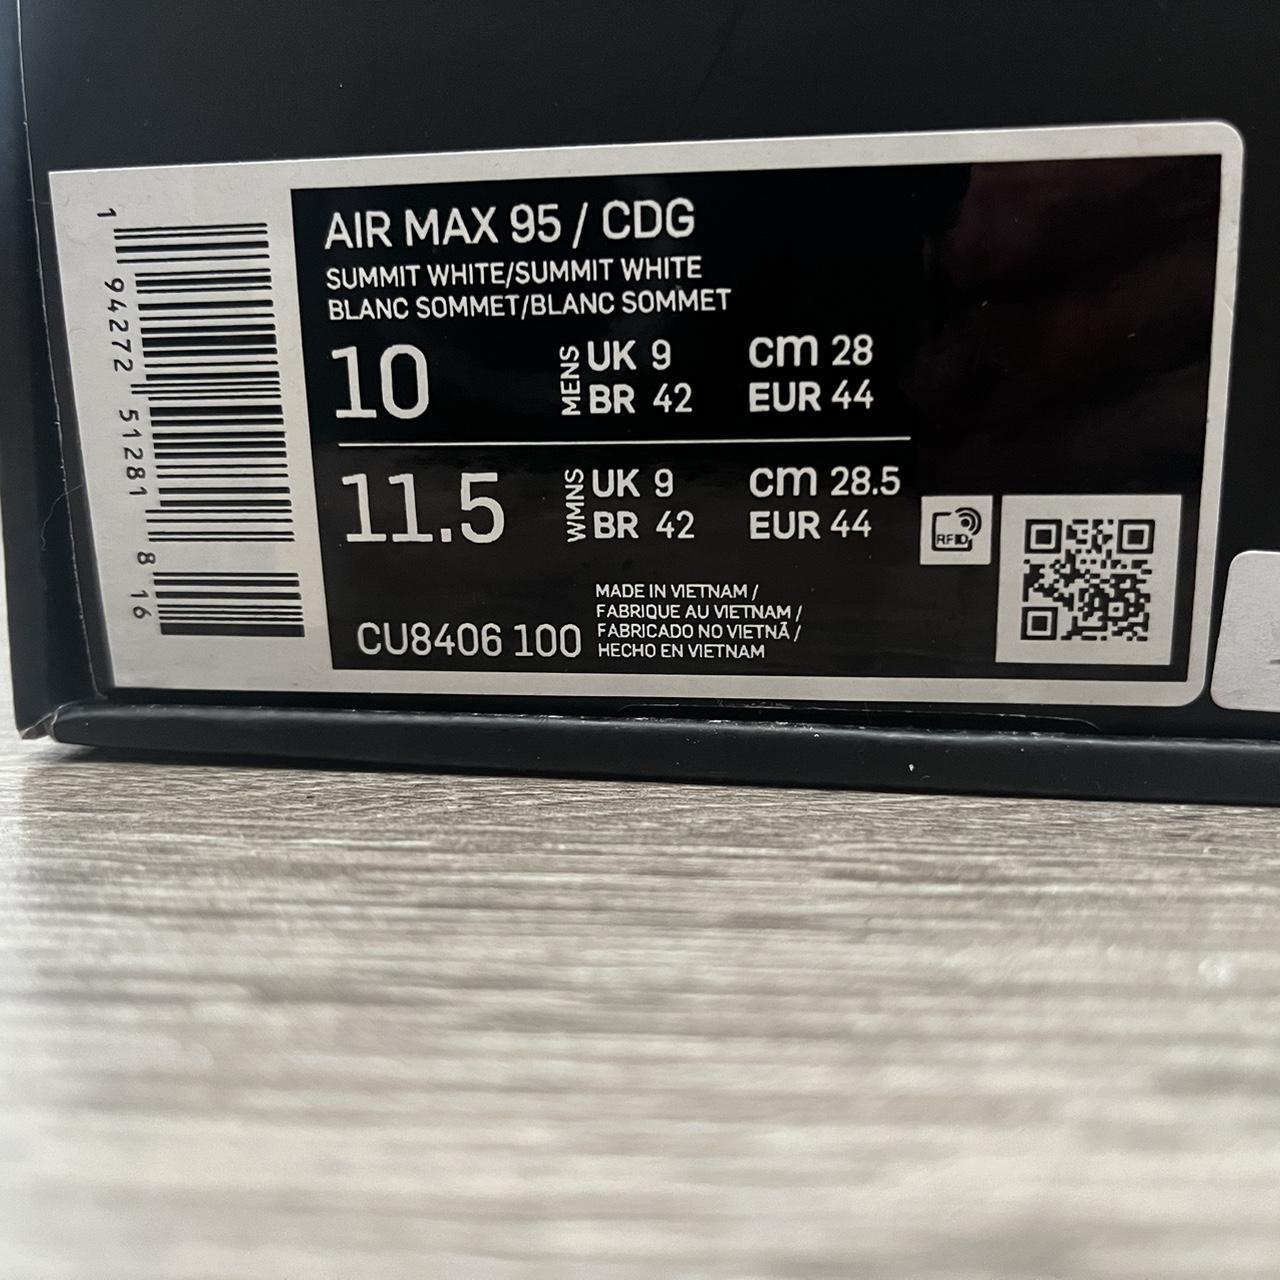 1 94272 51281 8 16
AIR MAX 95 / CDG
SUMMIT WHITE/SUMMIT WHITE
BLANC SOMMET/BLANC SOMMET
10 MENS UK 9 cm 28
BR 42 EUR 44
11.5 WMNS UK 9 cm 28.5
BR 42 EUR 44
RFID
CU8406 100
MADE IN VIETNAM /
FABRIQUE AU VIETNAM /
FABRICADO NO VIETNÃ /
HECHO EN VIETNAM